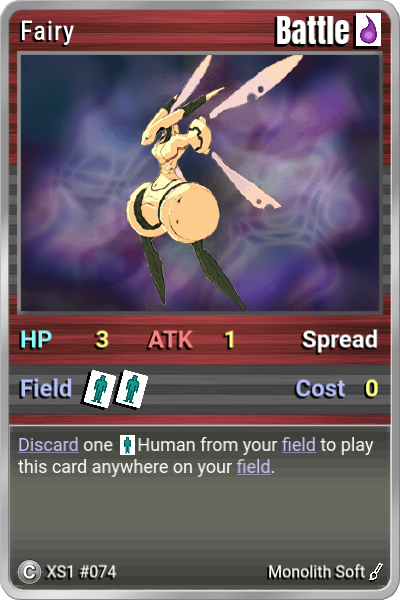 Fairy Battle
HP 3 ATK 1 Spread
Field Cost 0
Discard one Human from your field to play
this card anywhere on your field.
C XS1 #074 Monolith Soft